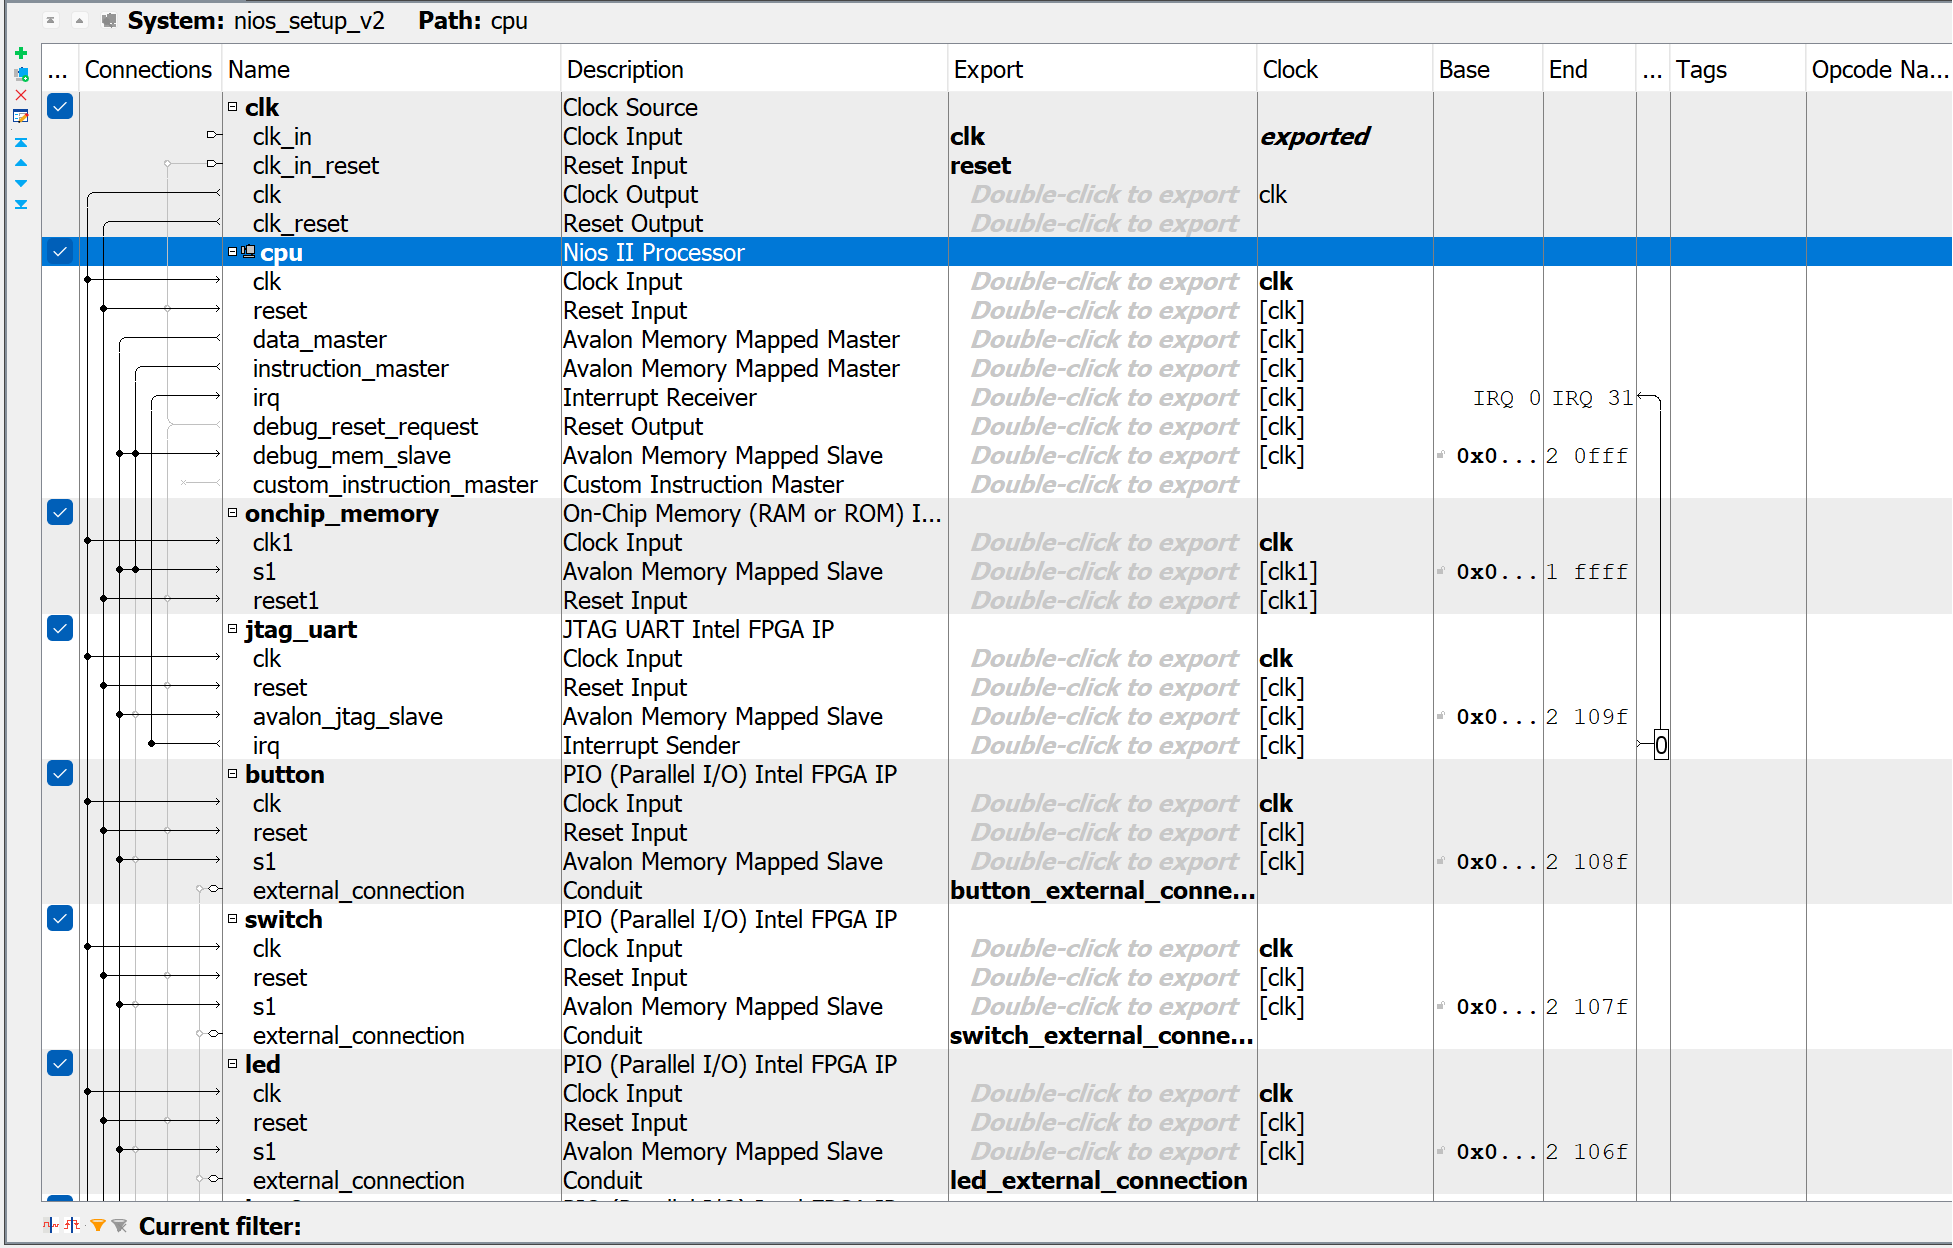 System: nios_setup_v2 Path: cpu
... Connections Name Description Export Clock Base End ... Tags Opcode Na...
clk Clock Source
clk_in Clock Input clk exported
clk_in_reset Reset Input reset
clk Clock Output Double-click to export clk
clk_reset Reset Output Double-click to export
cpu Nios II Processor
clk Clock Input Double-click to export clk
reset Reset Input Double-click to export [clk]
data_master Avalon Memory Mapped Master Double-click to export [clk]
instruction_master Avalon Memory Mapped Master Double-click to export [clk]
irq Interrupt Receiver Double-click to export [clk] IRQ 0 IRQ 31
debug_reset_request Reset Output Double-click to export [clk]
debug_mem_slave Avalon Memory Mapped Slave Double-click to export [clk] 0x0... 2 0fff
custom_instruction_master Custom Instruction Master Double-click to export
onchip_memory On-Chip Memory (RAM or ROM) I...
clk1 Clock Input Double-click to export clk
s1 Avalon Memory Mapped Slave Double-click to export [clk1] 0x0... 1 ffff
reset1 Reset Input Double-click to export [clk1]
jtag_uart JTAG UART Intel FPGA IP
clk Clock Input Double-click to export clk
reset Reset Input Double-click to export [clk]
avalon_jtag_slave Avalon Memory Mapped Slave Double-click to export [clk] 0x0... 2 109f
irq Interrupt Sender Double-click to export [clk] 0
button PIO (Parallel I/O) Intel FPGA IP
clk Clock Input Double-click to export clk
reset Reset Input Double-click to export [clk]
s1 Avalon Memory Mapped Slave Double-click to export [clk] 0x0... 2 108f
external_connection Conduit button_external_conne...
switch PIO (Parallel I/O) Intel FPGA IP
clk Clock Input Double-click to export clk
reset Reset Input Double-click to export [clk]
s1 Avalon Memory Mapped Slave Double-click to export [clk] 0x0... 2 107f
external_connection Conduit switch_external_conne...
led PIO (Parallel I/O) Intel FPGA IP
clk Clock Input Double-click to export clk
reset Reset Input Double-click to export [clk]
s1 Avalon Memory Mapped Slave Double-click to export [clk] 0x0... 2 106f
external_connection Conduit led_external_connection
Current filter: